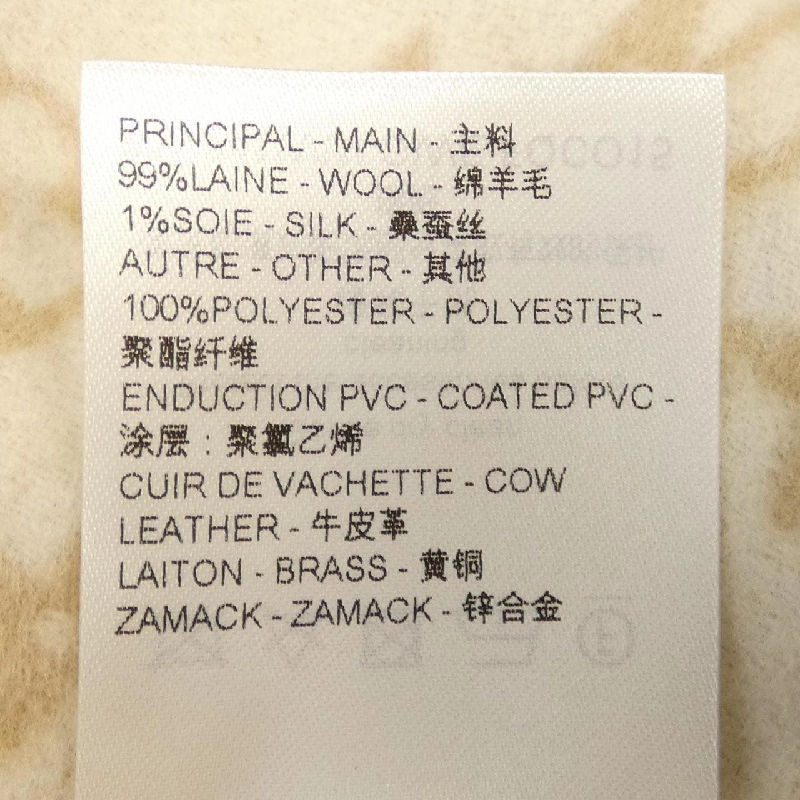 PRINCIPAL - MAIN - 主料
99%LAINE - WOOL - 绵羊毛
1%SOIE - SILK - 桑蚕丝
AUTRE - OTHER - 其他
100%POLYESTER - POLYESTER -
聚酯纤维
ENDUCTION PVC - COATED PVC -
涂层：聚氯乙烯
CUIR DE VACHETTE - COW
LEATHER - 牛皮革
LAITON - BRASS - 黄铜
ZAMACK - ZAMACK - 锌合金